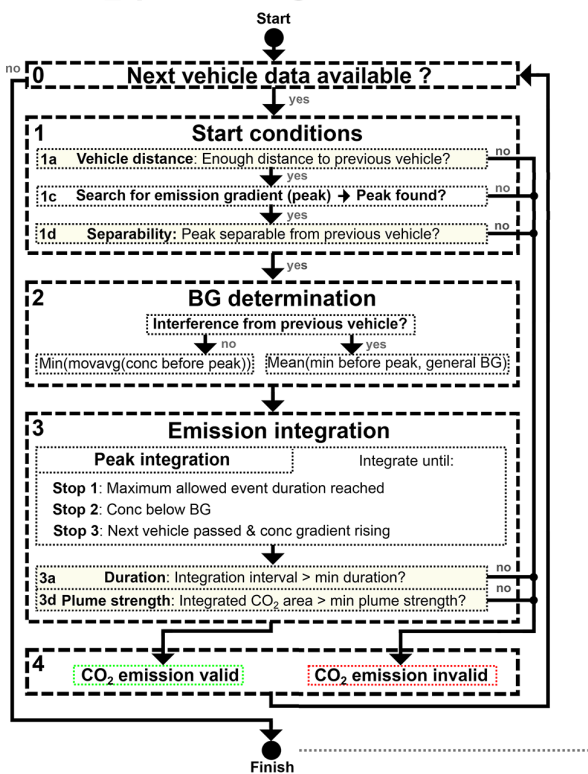 Start
no
0 Next vehicle data available ?
yes
1 Start conditions
1a Vehicle distance: Enough distance to previous vehicle?
no
yes
1c Search for emission gradient (peak) → Peak found?
no
yes
1d Separability: Peak separable from previous vehicle?
no
yes
2 BG determination
Interference from previous vehicle?
no yes
Min(movavg(conc before peak)) Mean(min before peak, general BG)
3 Emission integration
Peak integration Integrate until:
Stop 1: Maximum allowed event duration reached
Stop 2: Conc below BG
Stop 3: Next vehicle passed & conc gradient rising
3a Duration: Integration interval > min duration?
no
3d Plume strength: Integrated CO₂ area > min plume strength?
no
4 CO₂ emission valid CO₂ emission invalid
Finish